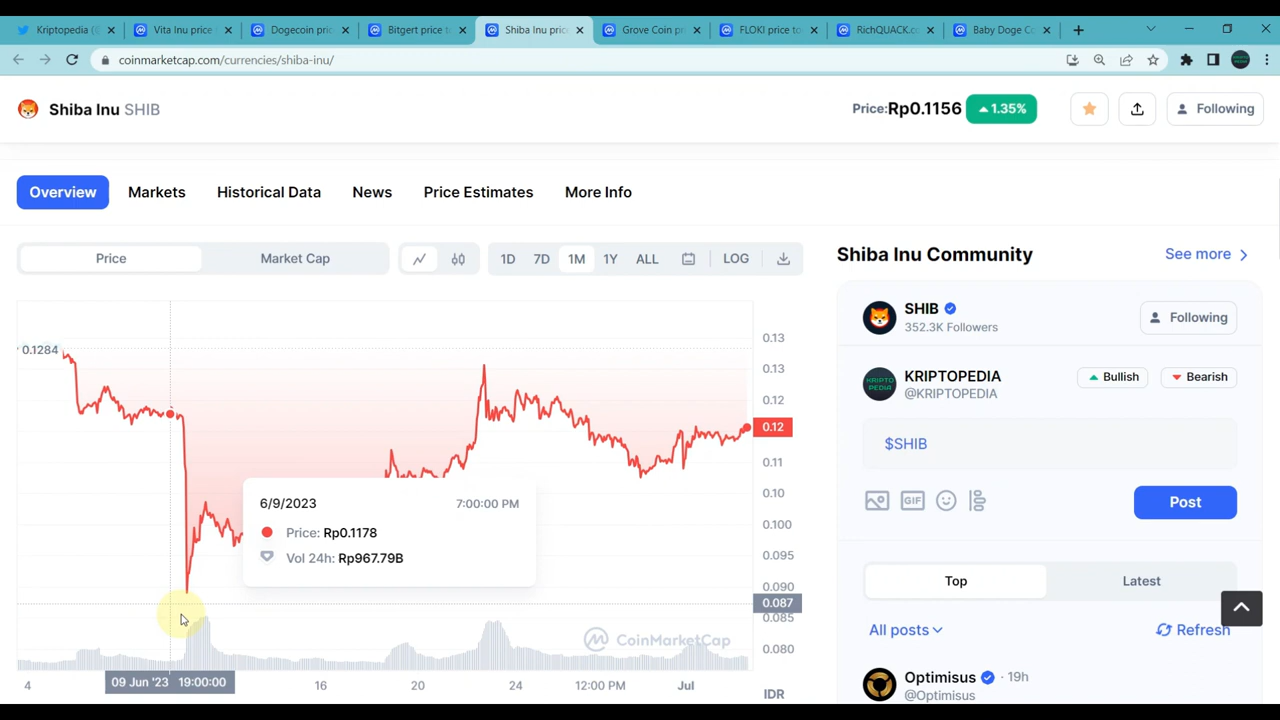 Kriptopedia (
Vita Inu price
Dogecoin pric
Bitgert price to
Shiba Inu price
Grove Coin pr
FLOKI price to
RichQUACK.c
Baby Doge Co
coinmarketcap.com/currencies/shiba-inu/
Shiba Inu SHIB
Price:Rp0.1156
1.35%
Following
Overview
Markets
Historical Data
News
Price Estimates
More Info
Price
Market Cap
1D
7D
1M
1Y
ALL
LOG
0.1284
0.13
0.13
0.12
0.12
0.11
0.10
0.100
0.095
0.090
0.087
0.085
0.080
6/9/2023
7:00:00 PM
Price: Rp0.1178
Vol 24h: Rp967.79B
CoinMarketCap
4
09 Jun '23 19:00:00
16
20
24
12:00 PM
Jul
IDR
Shiba Inu Community
See more
SHIB
352.3K Followers
Following
KRIPTO
PEDIA
KRIPTOPEDIA
@KRIPTOPEDIA
Bullish
Bearish
$SHIB
GIF
Post
Top
Latest
All posts
Refresh
Optimisus
· 19h
@Optimisus